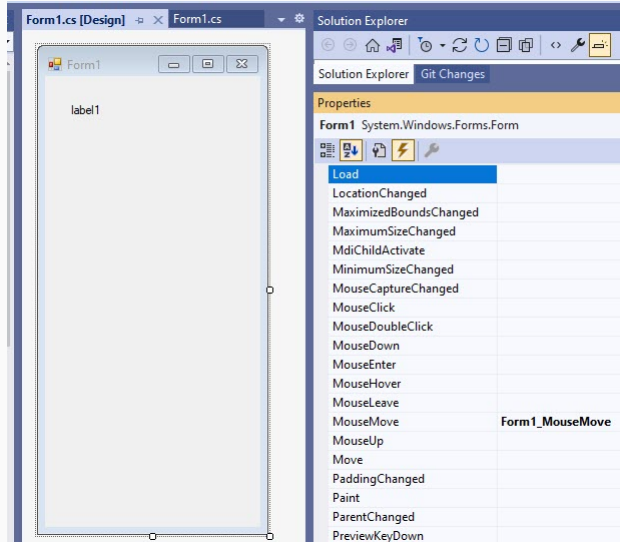 Form1.cs [Design]
Form1.cs
Solution Explorer
Form1
label1
Solution Explorer
Git Changes
Properties
Form1 System.Windows.Forms.Form
Load
LocationChanged
MaximizedBoundsChanged
MaximumSizeChanged
MdiChildActivate
MinimumSizeChanged
MouseCaptureChanged
MouseClick
MouseDoubleClick
MouseDown
MouseEnter
MouseHover
MouseLeave
MouseMove Form1_MouseMove
MouseUp
Move
PaddingChanged
Paint
ParentChanged
PreviewKeyDown